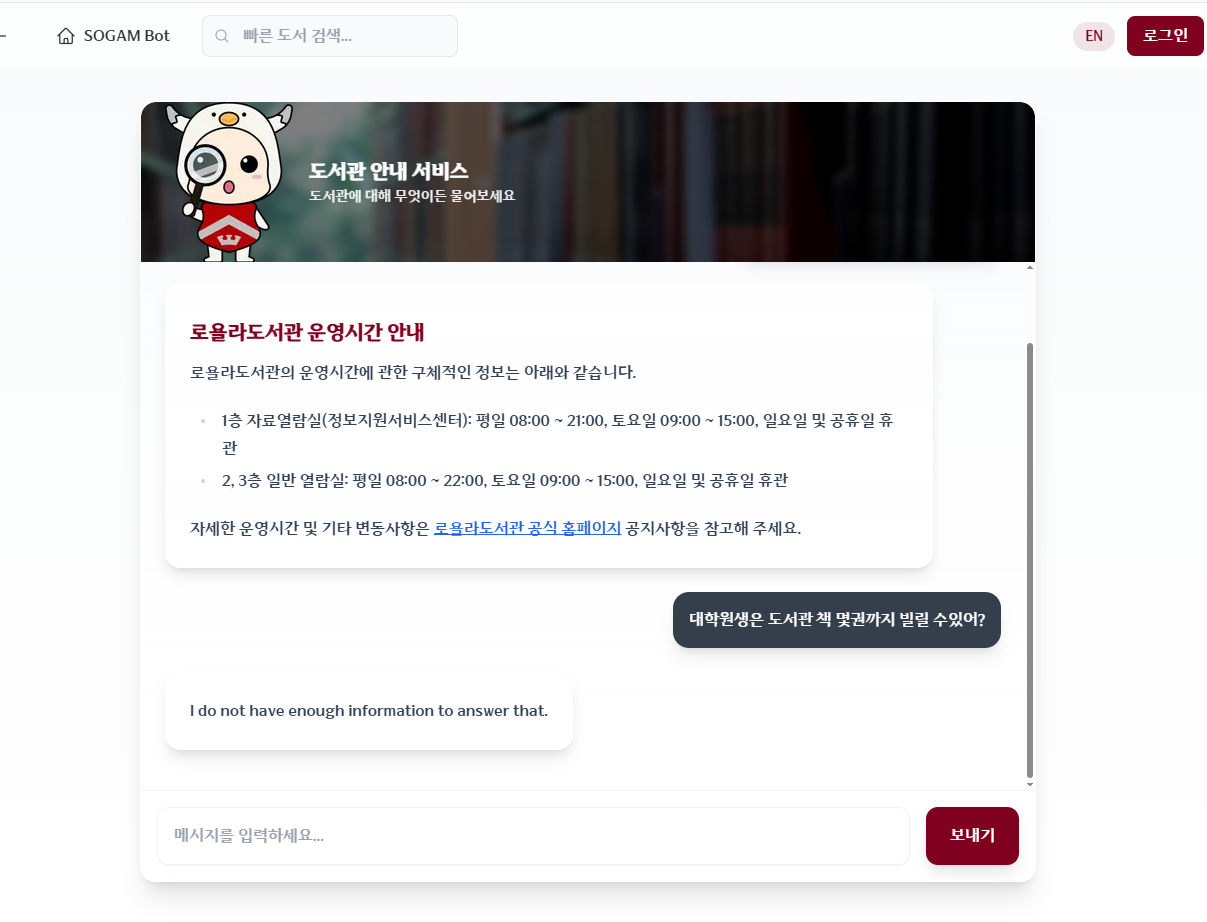 SOGAM Bot
빠른 도서 검색...
EN
로그인
도서관 안내 서비스
도서관에 대해 무엇이든 물어보세요
로욜라도서관 운영시간 안내
로욜라도서관의 운영시간에 관한 구체적인 정보는 아래와 같습니다.
1층 자료열람실(정보지원서비스센터): 평일 08:00 ~ 21:00, 토요일 09:00 ~ 15:00, 일요일 및 공휴일 휴
관
2, 3층 일반 열람실: 평일 08:00 ~ 22:00, 토요일 09:00 ~ 15:00, 일요일 및 공휴일 휴관
자세한 운영시간 및 기타 변동사항은 로욜라도서관 공식 홈페이지 공지사항을 참고해 주세요.
대학원생은 도서관 책 몇권까지 빌릴 수있어?
I do not have enough information to answer that.
메시지를 입력하세요...
보내기